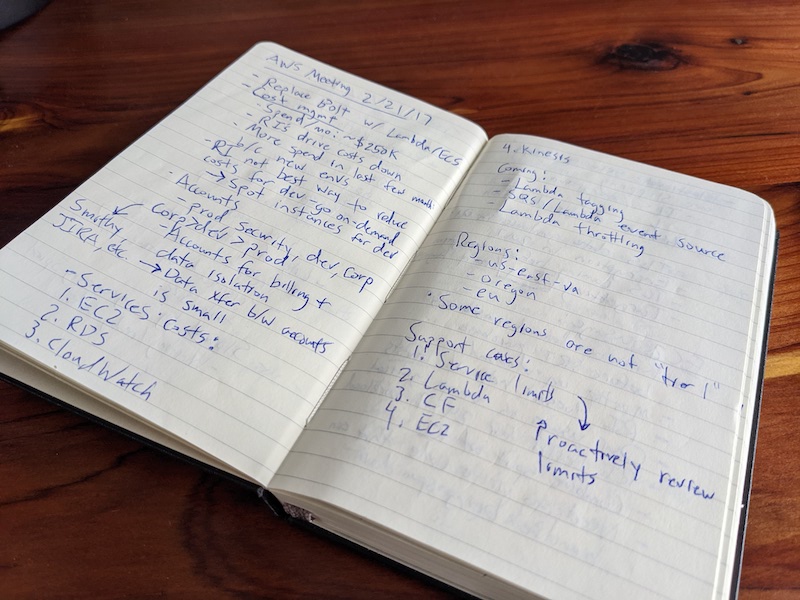 AWS Meeting 2/21/17
- Replace Bolt w/ Lambda/ECS
- Cost mgmt
- Spend/mo: ~$250K
- RIs drive costs down
- More spend in last few months
b/c new envs
- RI not best way to reduce
costs for dev - go on-demand
→ Spot instances for dev
- Accounts
- prod, security, dev, corp
Corp > dev > prod
Smithy
JIRA, etc.
- Accounts for billing +
data isolation
→ Data xfer b/w accounts
is small
- Services: costs:
1. EC2
2. RDS
3. CloudWatch
4. Kinesis
Coming:
- Lambda tagging
- SQS/Lambda event source
- Lambda throttling
Regions:
- us-east-va
- oregon
- eu
· Some regions are not "tier 1"
Support cases:
1. Service limits
2. Lambda
3. CF
4. EC2
Proactively review
limits